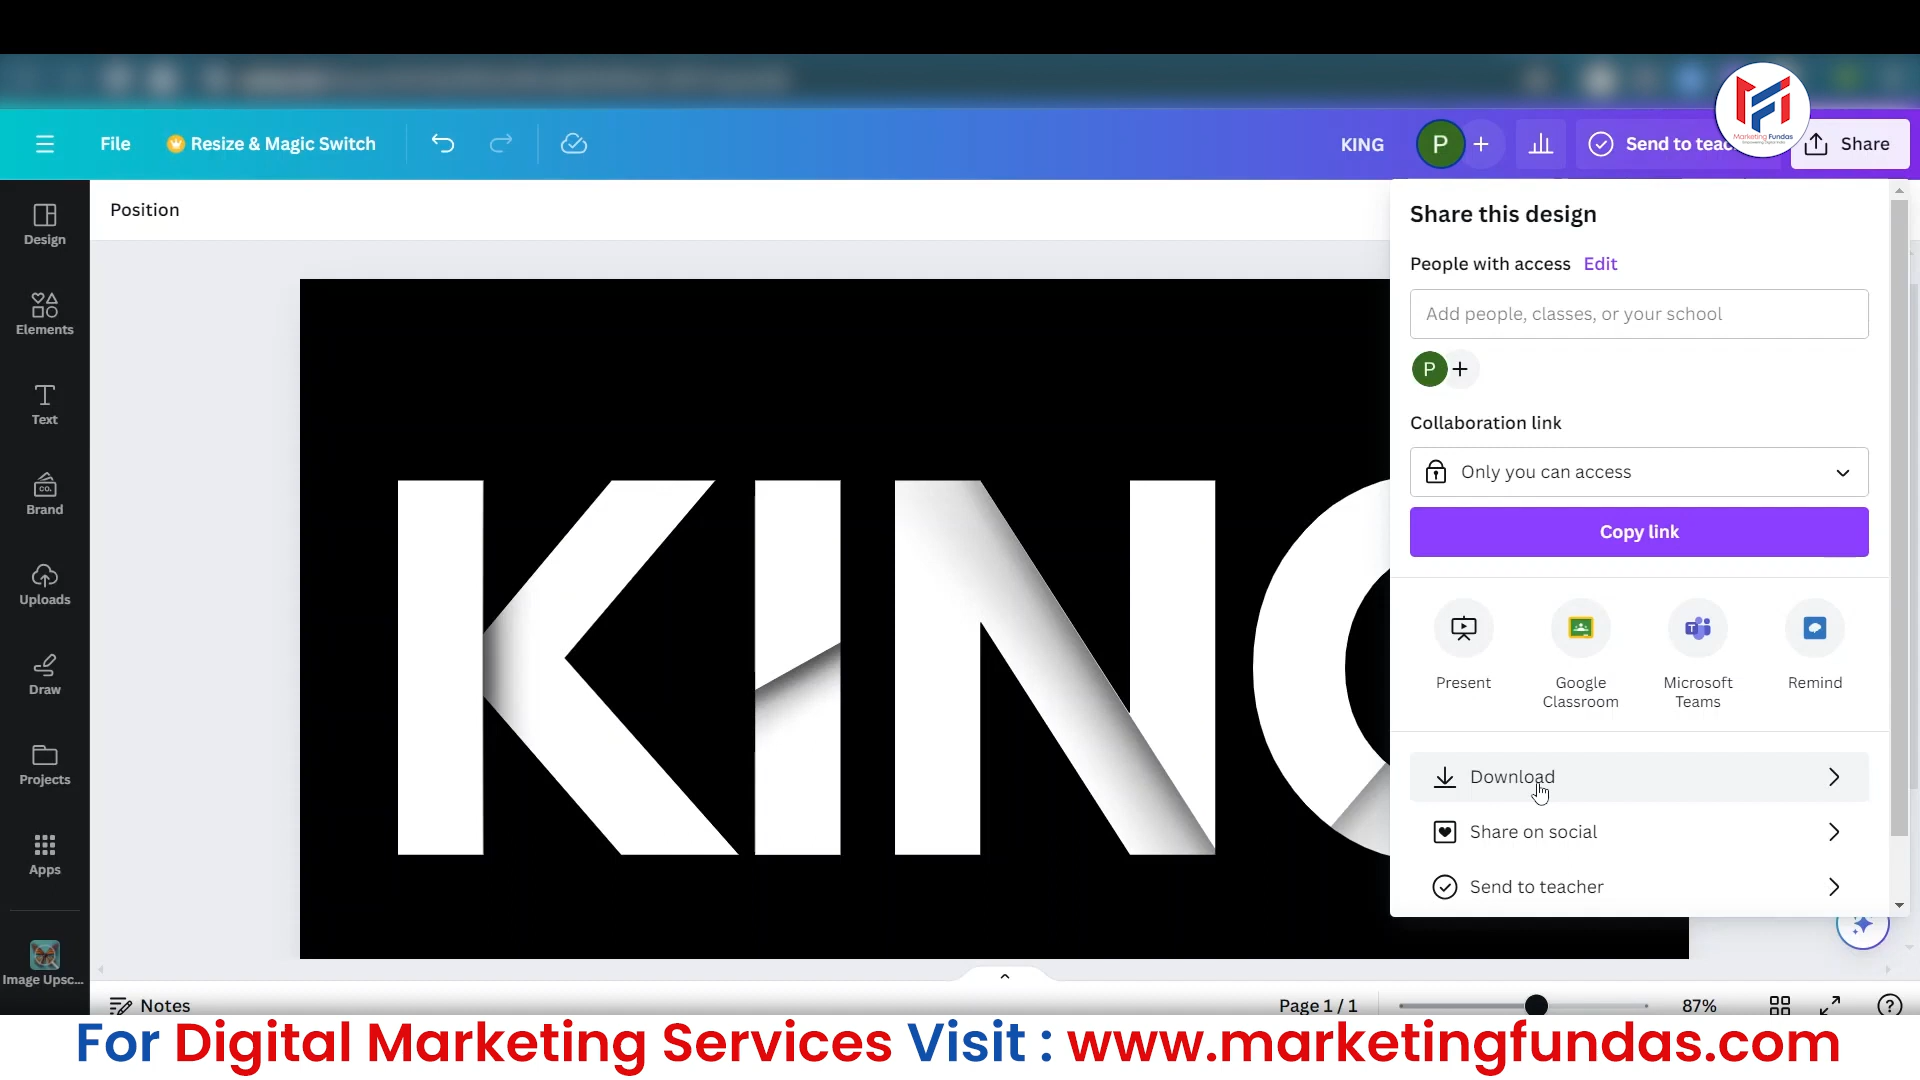 File
Resize & Magic Switch
KING
P
Send to teac
Marketing Fundas
Share
Design
Elements
Text
Brand
CO.
Uploads
Draw
Projects
Apps
Image Upsc...
Position
KIN
Share this design
People with access Edit
Add people, classes, or your school
P
Collaboration link
Only you can access
Copy link
Present
Google
Classroom
Microsoft
Teams
Remind
Download
Share on social
Send to teacher
Notes
Page 1 / 1
87%
For Digital Marketing Services Visit : www.marketingfundas.com